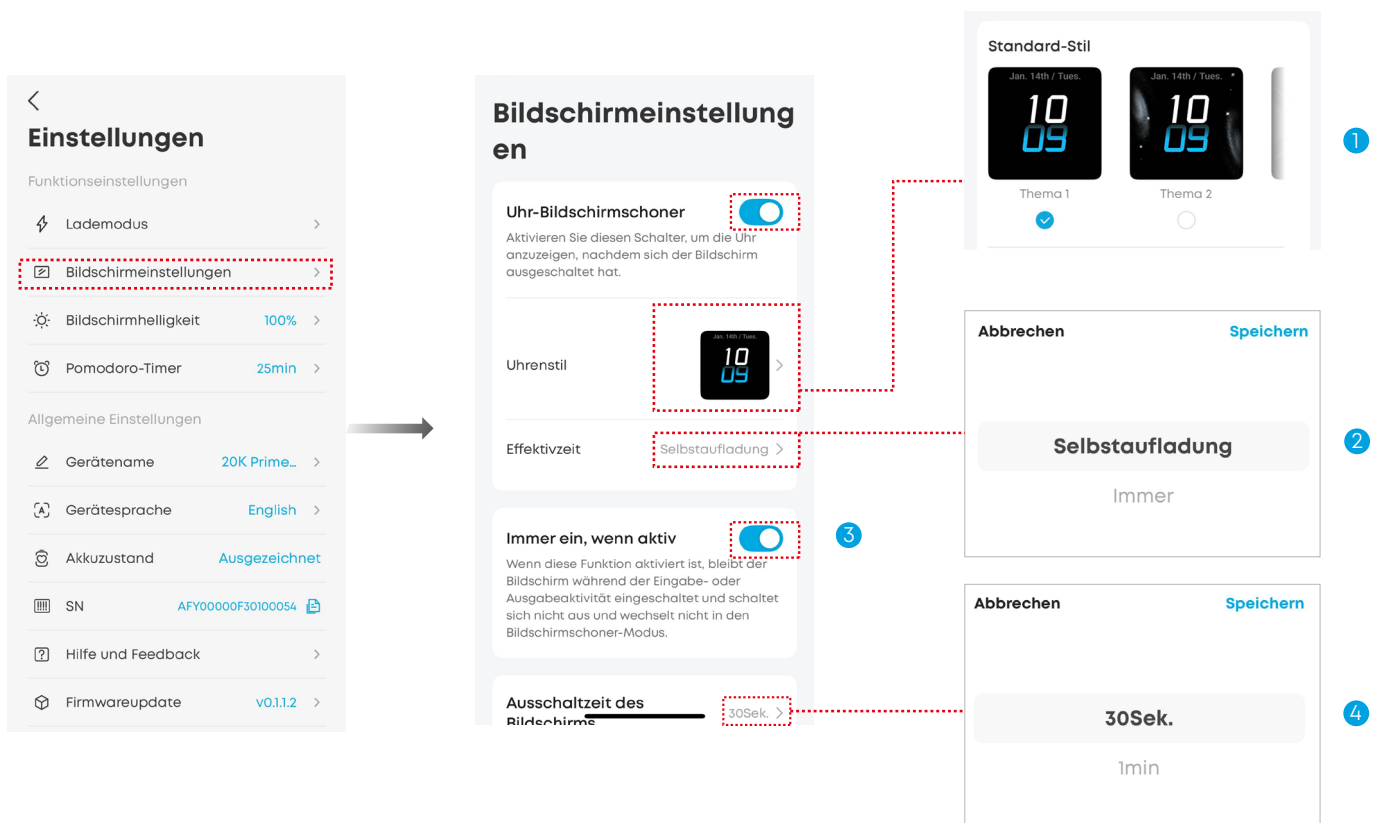 Einstellungen
Funktionseinstellungen
Lademodus
Bildschirmeinstellungen
Bildschirmhelligkeit 100%
Pomodoro-Timer 25min
Allgemeine Einstellungen
Gerätename 20K Prime...
Gerätesprache English
Akkuzustand Ausgezeichnet
SN AFY00000F30100054
Hilfe und Feedback
Firmwareupdate v0.1.1.2
Bildschirmeinstellung
en
Uhr-Bildschirmschoner
Aktivieren Sie diesen Schalter, um die Uhr
anzuzeigen, nachdem sich der Bildschirm
ausgeschaltet hat.
Uhrenstil
Jan. 14th / Tues.
10
09
Effektivzeit Selbstaufladung
Immer ein, wenn aktiv
Wenn diese Funktion aktiviert ist, bleibt der
Bildschirm während der Eingabe- oder
Ausgabeaktivität eingeschaltet und schaltet
sich nicht aus und wechselt nicht in den
Bildschirmschoner-Modus.
3
Ausschaltzeit des
Bildschirms
30Sek.
Standard-Stil
Jan. 14th / Tues.
10
09
Thema 1
Jan. 14th / Tues.
10
09
Thema 2
1
Abbrechen Speichern
Selbstaufladung
Immer
2
Abbrechen Speichern
30Sek.
1min
4